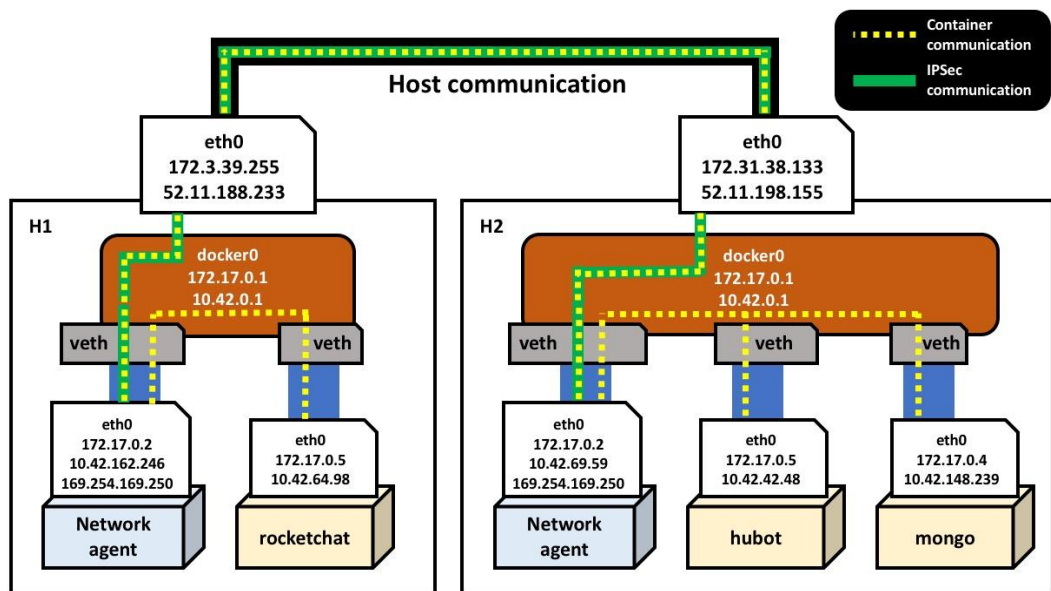 Container
communication
IPSec
communication
Host communication
eth0
172.3.39.255
52.11.188.233
eth0
172.31.38.133
52.11.198.155
H1
docker0
172.17.0.1
10.42.0.1
veth
veth
eth0
172.17.0.2
10.42.162.246
169.254.169.250
Network
agent
eth0
172.17.0.5
10.42.64.98
rocketchat
H2
docker0
172.17.0.1
10.42.0.1
veth
veth
veth
eth0
172.17.0.2
10.42.69.59
169.254.169.250
Network
agent
eth0
172.17.0.5
10.42.42.48
hubot
eth0
172.17.0.4
10.42.148.239
mongo